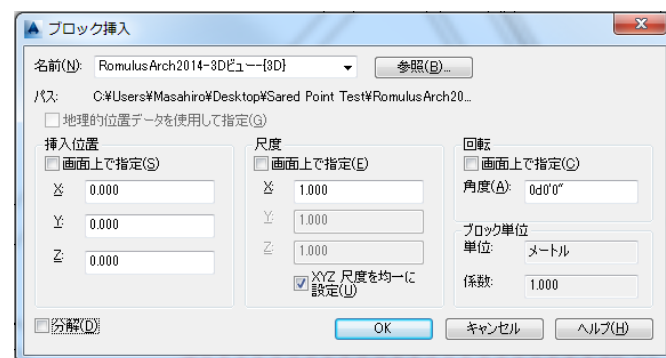 ブロック挿入
名前(N): RomulusArch2014-3Dビュー-{3D} 参照(B)...
パス: C:¥Users¥Masahiro¥Desktop¥Sared Point Test¥RomulusArch20...
地理的位置データを使用して指定(G)
挿入位置
画面上で指定(S)
X: 0.000
Y: 0.000
Z: 0.000
尺度
画面上で指定(E)
X: 1.000
Y: 1.000
Z: 1.000
XYZ 尺度を均一に
設定(U)
回転
画面上で指定(C)
角度(A): 0d0'0"
ブロック単位
単位: メートル
係数: 1.000
分解(D)
OK キャンセル ヘルプ(H)